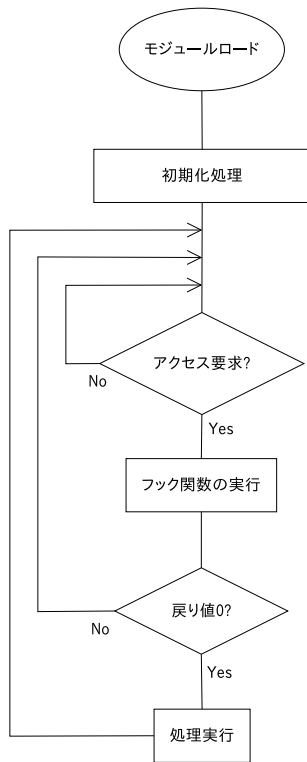 モジュールロード
初期化処理
アクセス要求?
No
Yes
フック関数の実行
戻り値0?
No
Yes
処理実行